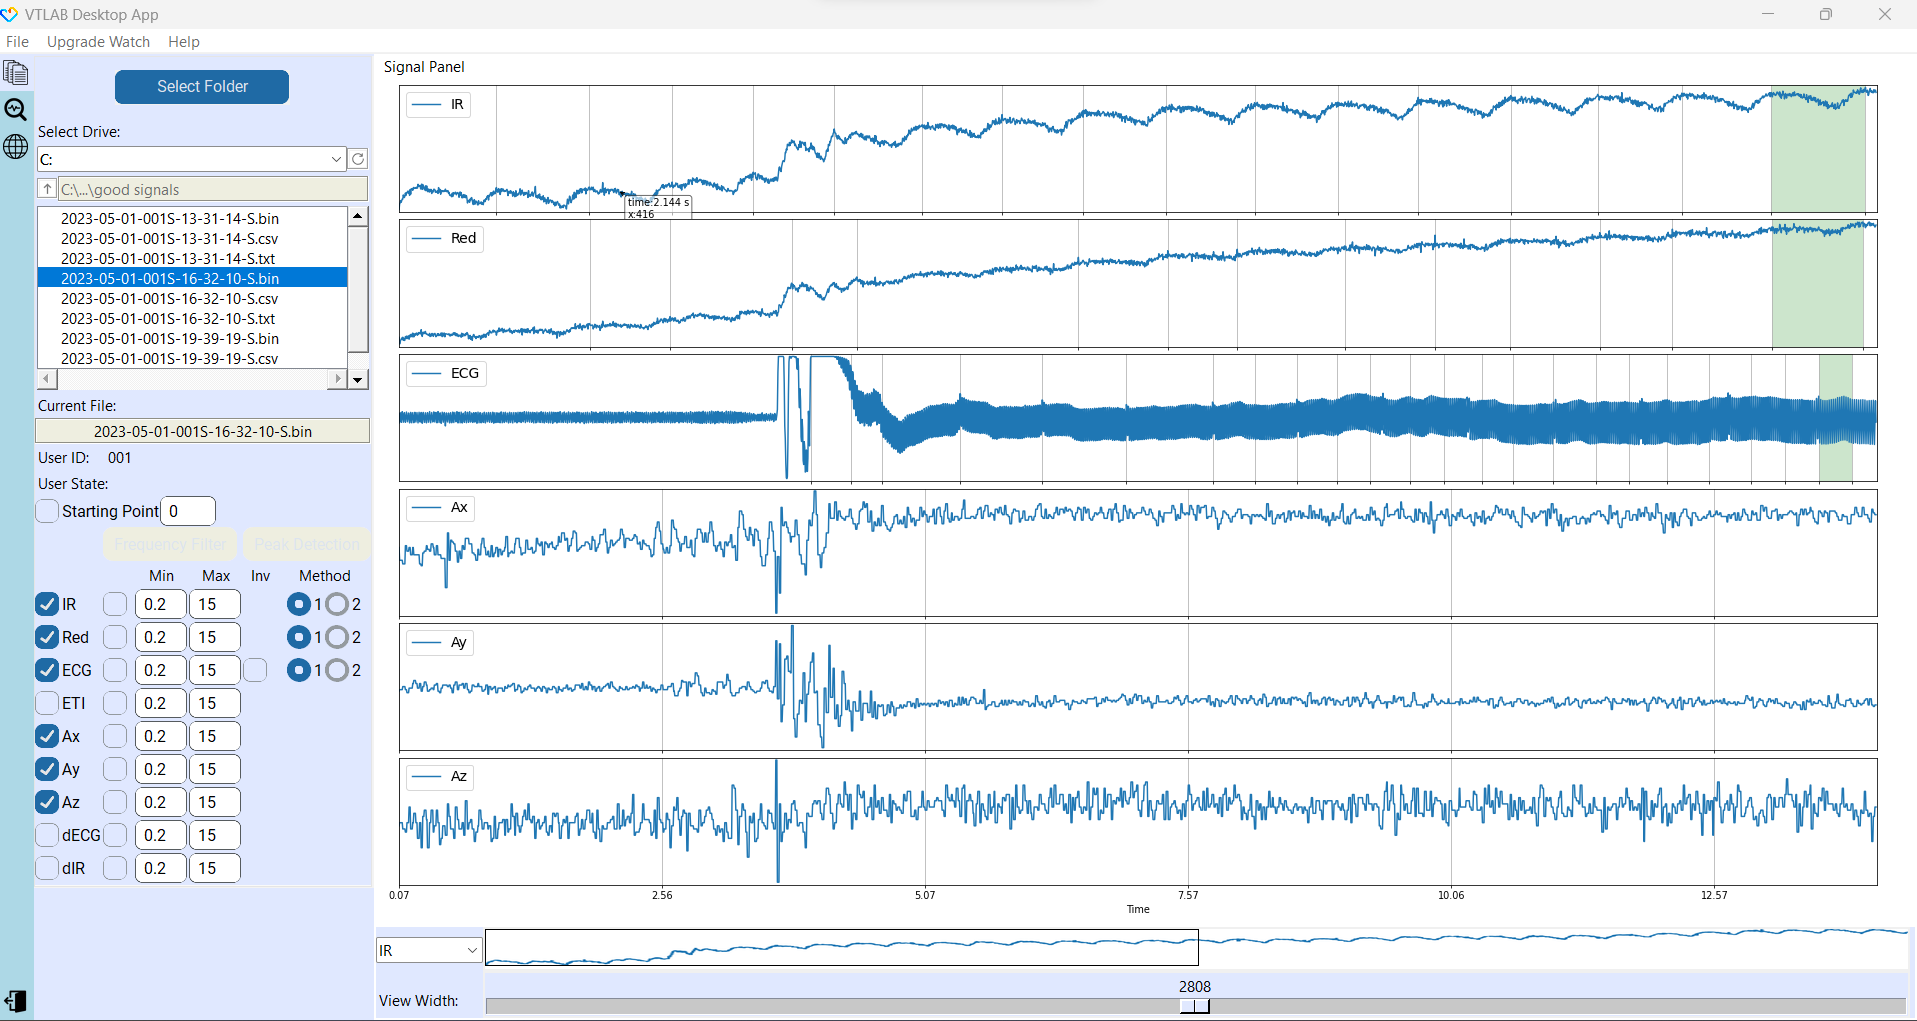 VTLAB Desktop App
File Upgrade Watch Help
Select Folder
Select Drive:
C:
C:\...\good signals
2023-05-01-001S-13-31-14-S.bin
2023-05-01-001S-13-31-14-S.csv
2023-05-01-001S-13-31-14-S.txt
2023-05-01-001S-16-32-10-S.bin
2023-05-01-001S-16-32-10-S.csv
2023-05-01-001S-16-32-10-S.txt
2023-05-01-001S-19-39-19-S.bin
2023-05-01-001S-19-39-19-S.csv
Current File:
2023-05-01-001S-16-32-10-S.bin
User ID: 001
User State:
Starting Point 0
Frequency Filter Peak Detection
Min Max Inv Method
IR 0.2 15 1 2
Red 0.2 15 1 2
ECG 0.2 15 1 2
ETI 0.2 15
Ax 0.2 15
Ay 0.2 15
Az 0.2 15
dECG 0.2 15
dIR 0.2 15
Signal Panel
IR
time:2.144 s
x:416
Red
ECG
Ax
Ay
Az
0.07 2.56 5.07 7.57 10.06 12.57
Time
IR
2808
View Width: